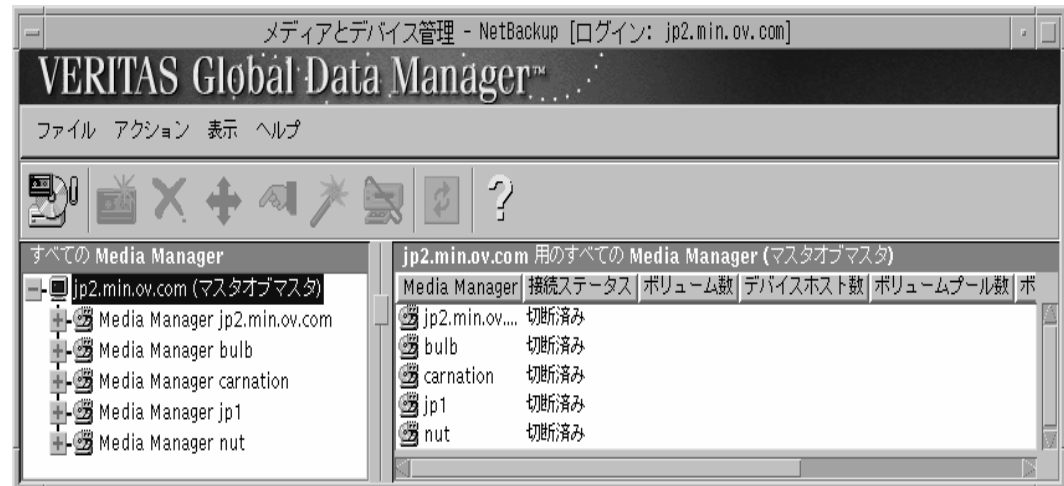 メディアとデバイス管理 - NetBackup [ログイン: jp2.min.ov.com]
VERITAS Global Data Manager™
ファイル アクション 表示 ヘルプ
すべての Media Manager
jp2.min.ov.com (マスタオブマスタ)
Media Manager jp2.min.ov.com
Media Manager bulb
Media Manager carnation
Media Manager jp1
Media Manager nut
jp2.min.ov.com 用のすべての Media Manager (マスタオブマスタ)
Media Manager 接続ステータス ボリューム数 デバイスホスト数 ボリュームプール数 ボ
jp2.min.ov.... 切断済み
bulb 切断済み
carnation 切断済み
jp1 切断済み
nut 切断済み